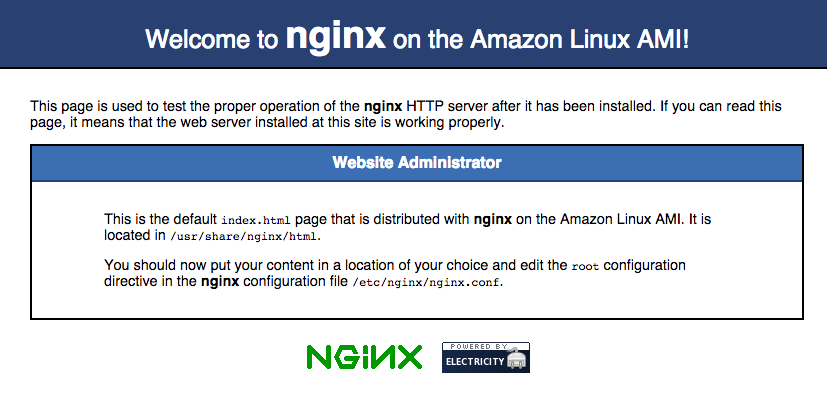 Welcome to nginx on the Amazon Linux AMI!
This page is used to test the proper operation of the nginx HTTP server after it has been installed. If you can read this
page, it means that the web server installed at this site is working properly.
Website Administrator
This is the default index.html page that is distributed with nginx on the Amazon Linux AMI. It is
located in /usr/share/nginx/html.
You should now put your content in a location of your choice and edit the root configuration
directive in the nginx configuration file /etc/nginx/nginx.conf.
NGiNX
POWERED BY
ELECTRICITY